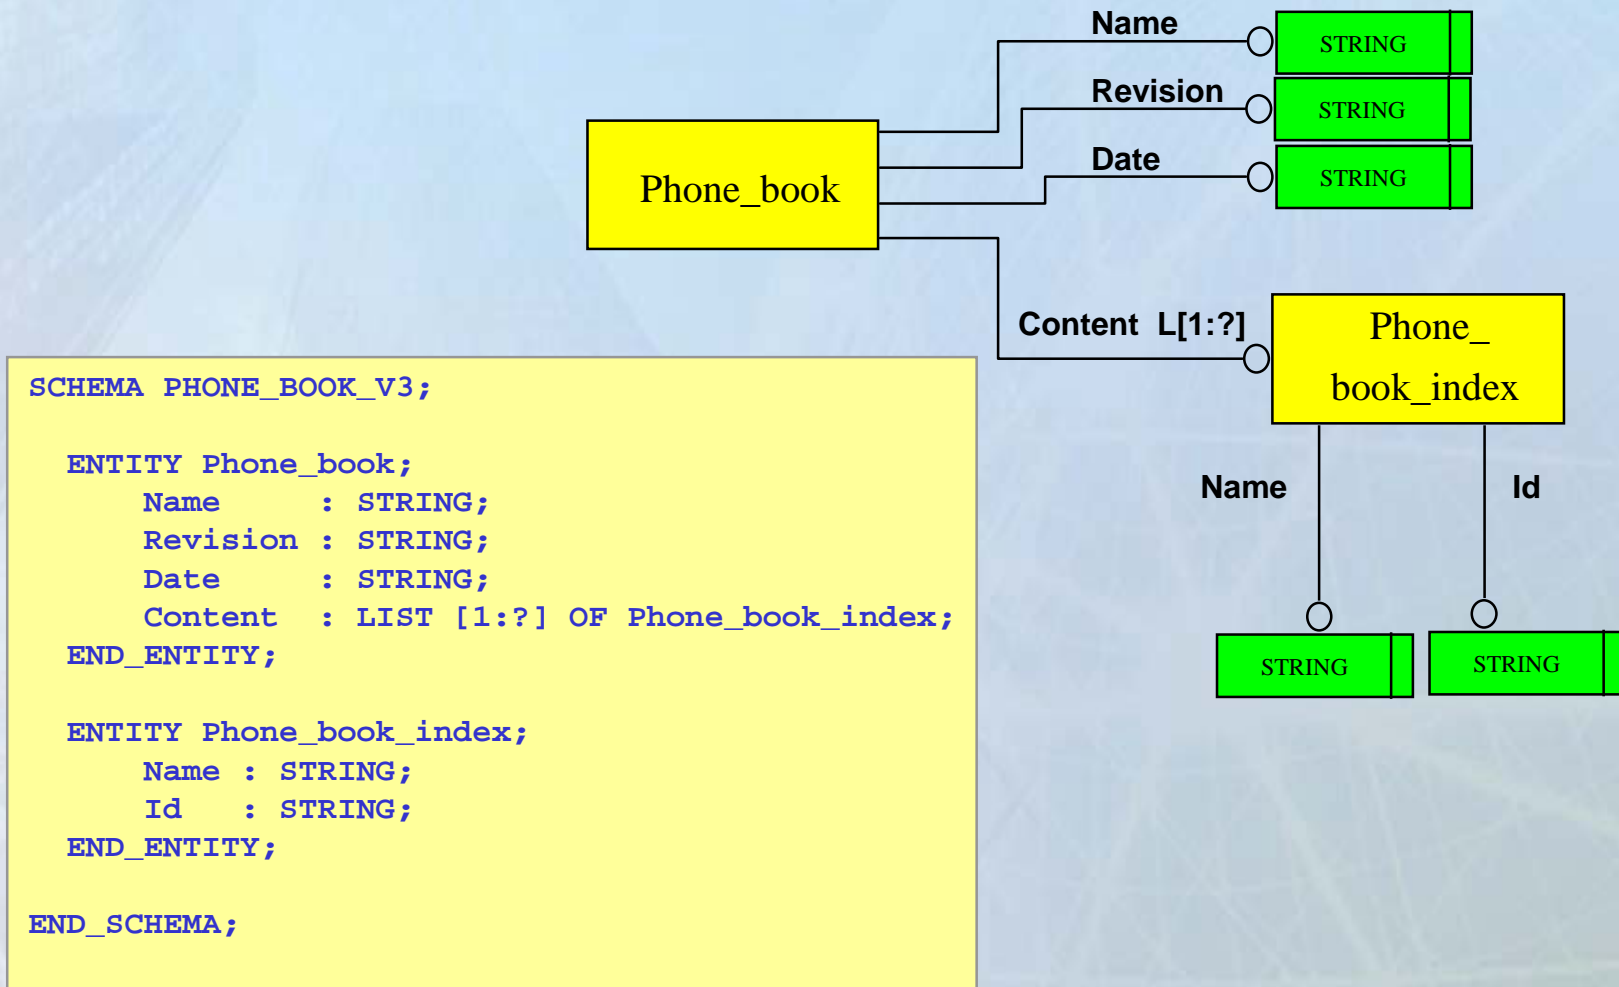 Name
STRING
Revision
STRING
Date
STRING
Phone_book
Content  L[1:?]
Phone_
book_index
Name
Id
STRING
STRING
SCHEMA PHONE_BOOK_V3;
ENTITY Phone_book;
Name     : STRING;
Revision : STRING;
Date     : STRING;
Content  : LIST [1:?] OF Phone_book_index;
END_ENTITY;
ENTITY Phone_book_index;
Name : STRING;
Id   : STRING;
END_ENTITY;
END_SCHEMA;